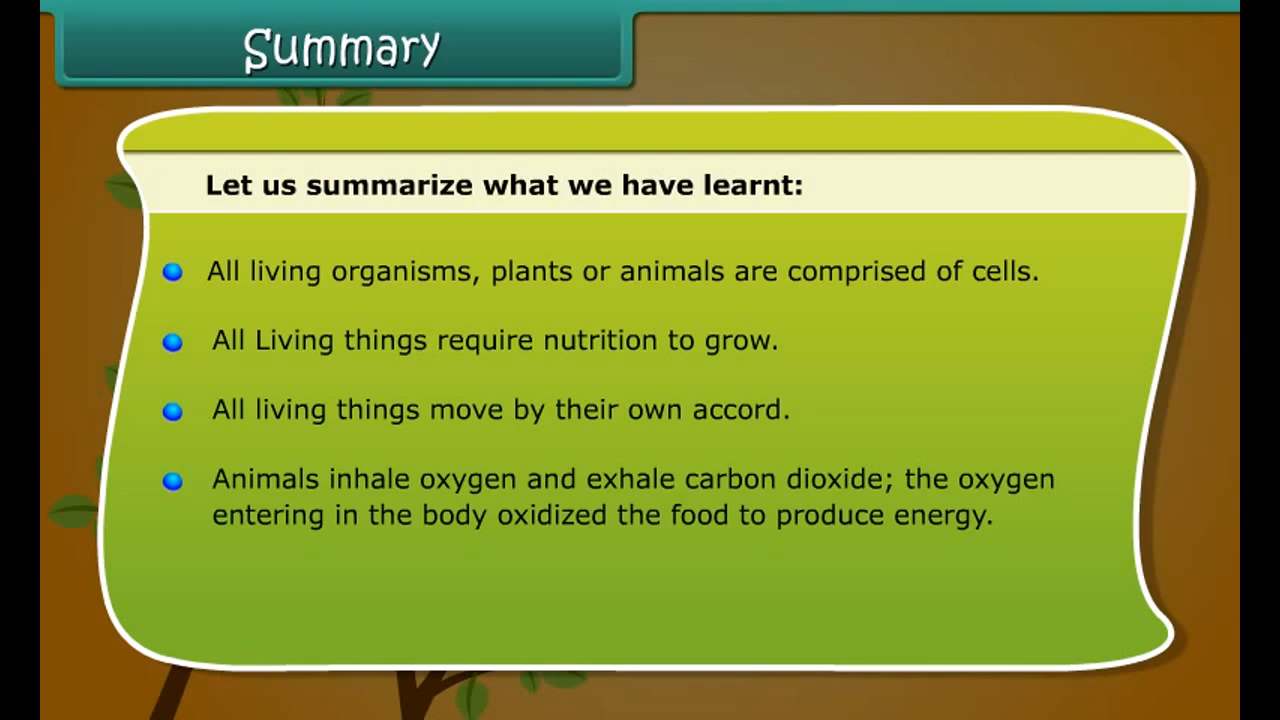 Summary
Let us summarize what we have learnt:
All living organisms, plants or animals are comprised of cells.
All Living things require nutrition to grow.
All living things move by their own accord.
Animals inhale oxygen and exhale carbon dioxide; the oxygen
entering in the body oxidized the food to produce energy.